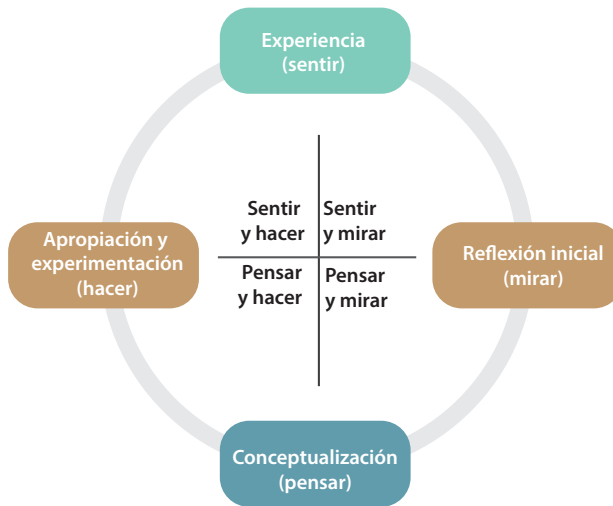 Experiencia
(sentir)
Sentir
y hacer
Sentir
y mirar
Apropiación y
experimentación
(hacer)
Reflexión inicial
(mirar)
Pensar
y hacer
Pensar
y mirar
Conceptualización
(pensar)